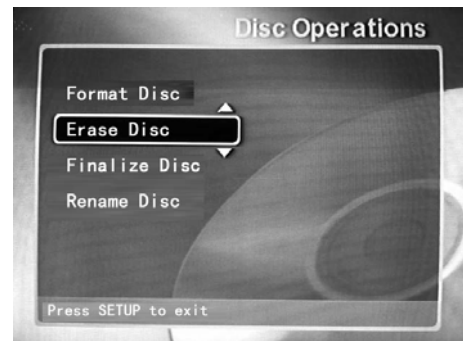 Disc Operations
Format Disc
Erase Disc
Finalize Disc
Rename Disc
Press SETUP to exit